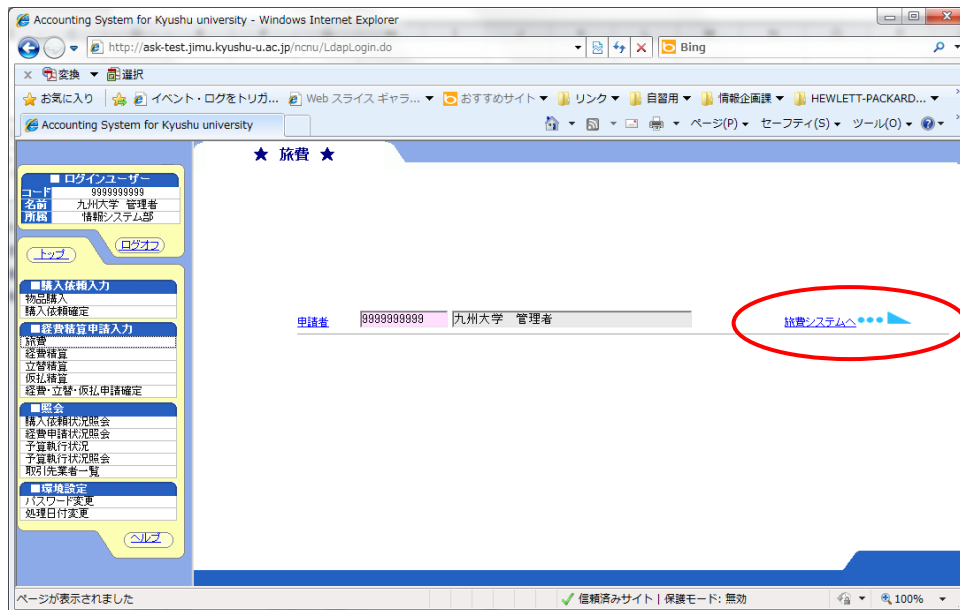 Accounting System for Kyushu university - Windows Internet Explorer
http://ask-test.jimu.kyushu-u.ac.jp/ncnu/LdapLogin.do
Bing
x 変換 選択
お気に入り イベント・ログをトリガ... Web スライス ギャラ... おすすめサイト リンク 自習用 情報企画課 HEWLETT-PACKARD...
Accounting System for Kyushu university
ページ(P) セーフティ(S) ツール(O)
★ 旅費 ★
■ ログインユーザー
コード 9999999999
名前 九州大学 管理者
所属 情報システム部
トップ ログオフ
■購入依頼入力
物品購入
購入依頼確定
■経費精算申請入力
旅費
経費精算
立替精算
仮払精算
経費・立替・仮払申請確定
■照会
購入依頼状況照会
経費申請状況照会
予算執行状況
予算執行状況照会
取引先業者一覧
■環境設定
パスワード変更
処理日付変更
ヘルプ
申請者 9999999999 九州大学 管理者 旅費システムへ
ページが表示されました 信頼済みサイト | 保護モード: 無効 100%